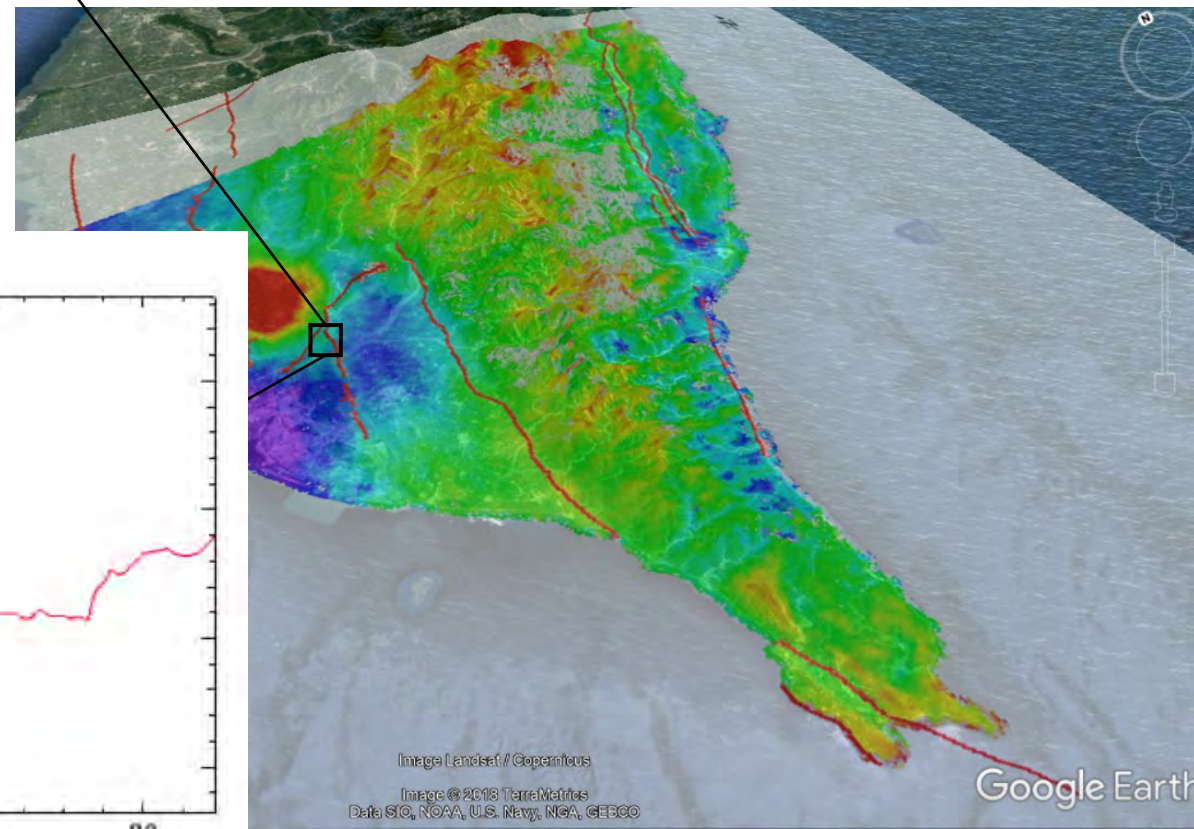 N
Image Landsat / Copernicus
Image © 2018 TerraMetrics
Data SIO, NOAA, U.S. Navy, NGA, GEBCO
Google Earth